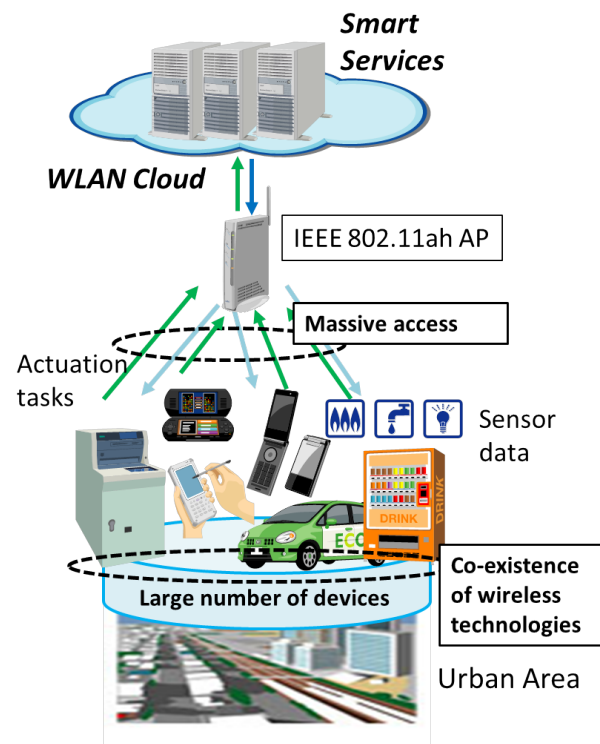 Smart
Services
WLAN Cloud
IEEE 802.11ah AP
Massive access
Actuation
tasks
Sensor
data
DRINK
DRINK
ECO
Co-existence
of wireless
technologies
Large number of devices
Urban Area